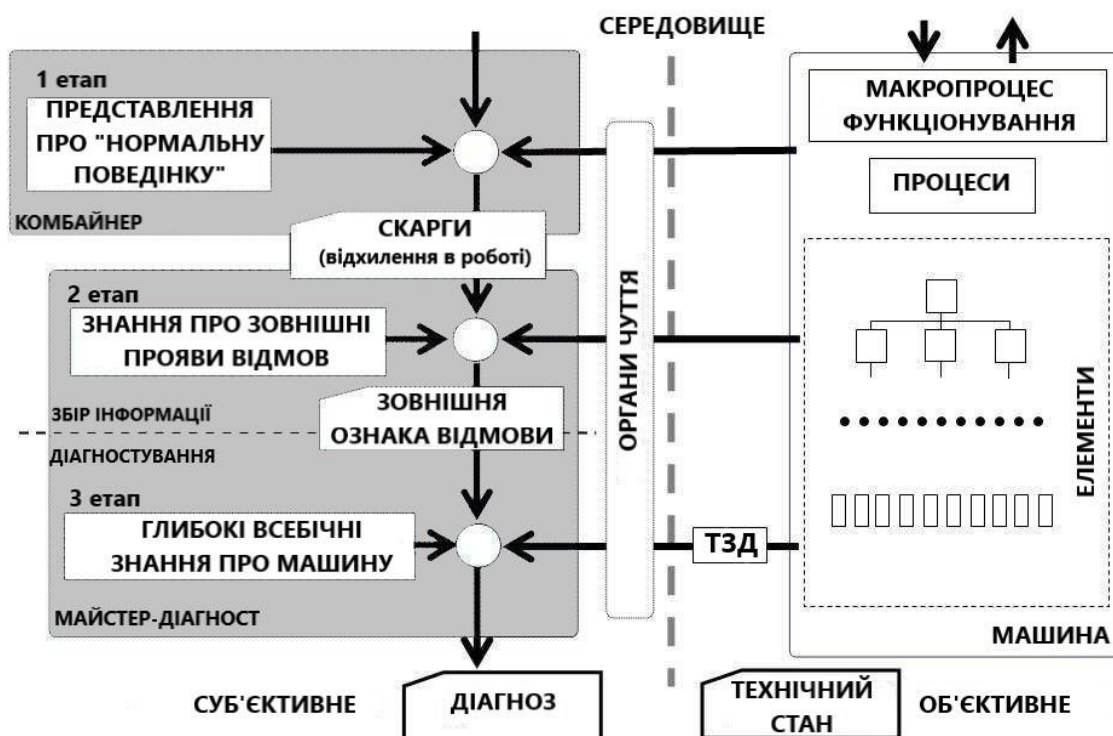 СЕРЕДОВИЩЕ
1 етап
ПРЕДСТАВЛЕННЯ
ПРО "НОРМАЛЬНУ
ПОВЕДІНКУ"
КОМБАЙНЕР
СКАРГИ
(відхилення в роботі)
2 етап
ЗНАННЯ ПРО ЗОВНІШНІ
ПРОЯВИ ВІДМОВ
ЗБІР ІНФОРМАЦІЇ
ЗОВНІШНЯ
ОЗНАКА ВІДМОВИ
ДІАГНОСТУВАННЯ
3 етап
ГЛИБОКІ ВСЕБІЧНІ
ЗНАННЯ ПРО МАШИНУ
МАЙСТЕР-ДІАГНОСТ
СУБ'ЄКТИВНЕ
ДІАГНОЗ
ОРГАНИ ЧУТТЯ
МАКРОПРОЦЕС
ФУНКЦІОНУВАННЯ
ПРОЦЕСИ
ЕЛЕМЕНТИ
ТЗД
МАШИНА
ТЕХНІЧНИЙ
СТАН
ОБ'ЄКТИВНЕ